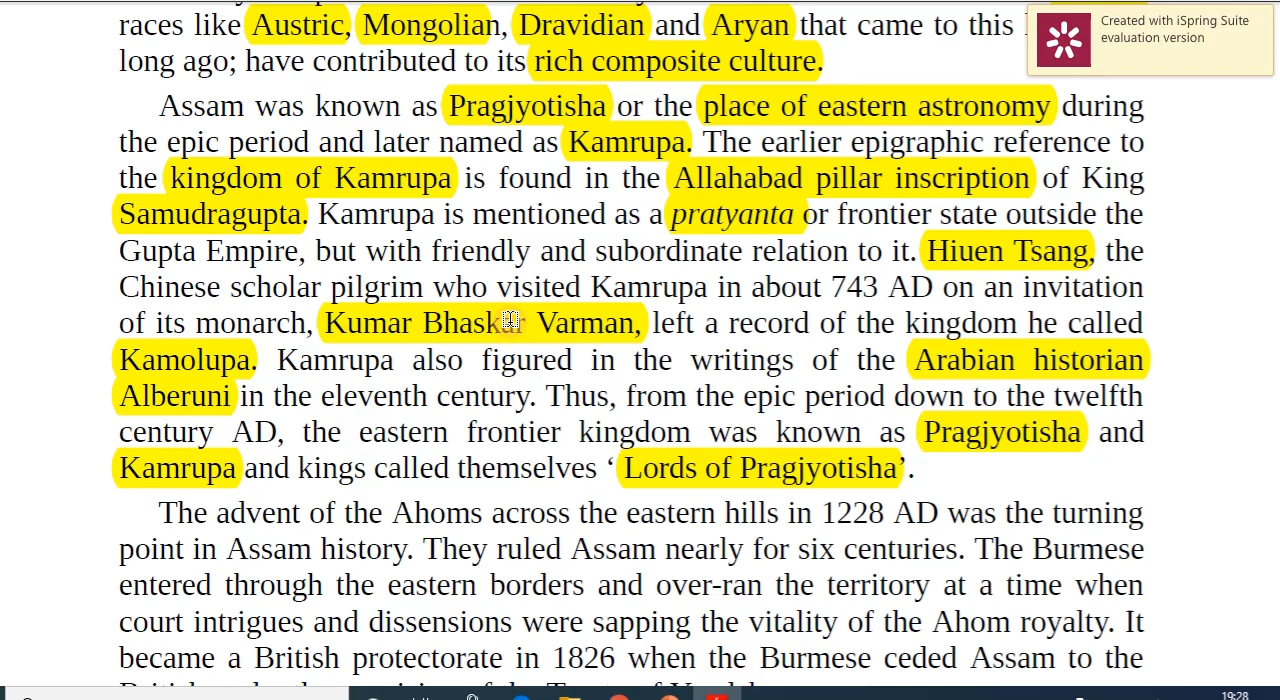 races like Austric, Mongolian, Dravidian and Aryan that came to this
long ago; have contributed to its rich composite culture.
Created with iSpring Suite
evaluation version
Assam was known as Pragjyotisha or the place of eastern astronomy during
the epic period and later named as Kamrupa. The earlier epigraphic reference to
the kingdom of Kamrupa is found in the Allahabad pillar inscription of King
Samudragupta. Kamrupa is mentioned as a pratyanta or frontier state outside the
Gupta Empire, but with friendly and subordinate relation to it. Hiuen Tsang, the
Chinese scholar pilgrim who visited Kamrupa in about 743 AD on an invitation
of its monarch, Kumar Bhaskar Varman, left a record of the kingdom he called
Kamolupa. Kamrupa also figured in the writings of the Arabian historian
Alberuni in the eleventh century. Thus, from the epic period down to the twelfth
century AD, the eastern frontier kingdom was known as Pragjyotisha and
Kamrupa and kings called themselves ‘Lords of Pragjyotisha’.
The advent of the Ahoms across the eastern hills in 1228 AD was the turning
point in Assam history. They ruled Assam nearly for six centuries. The Burmese
entered through the eastern borders and over-ran the territory at a time when
court intrigues and dissensions were sapping the vitality of the Ahom royalty. It
became a British protectorate in 1826 when the Burmese ceded Assam to the
19:28